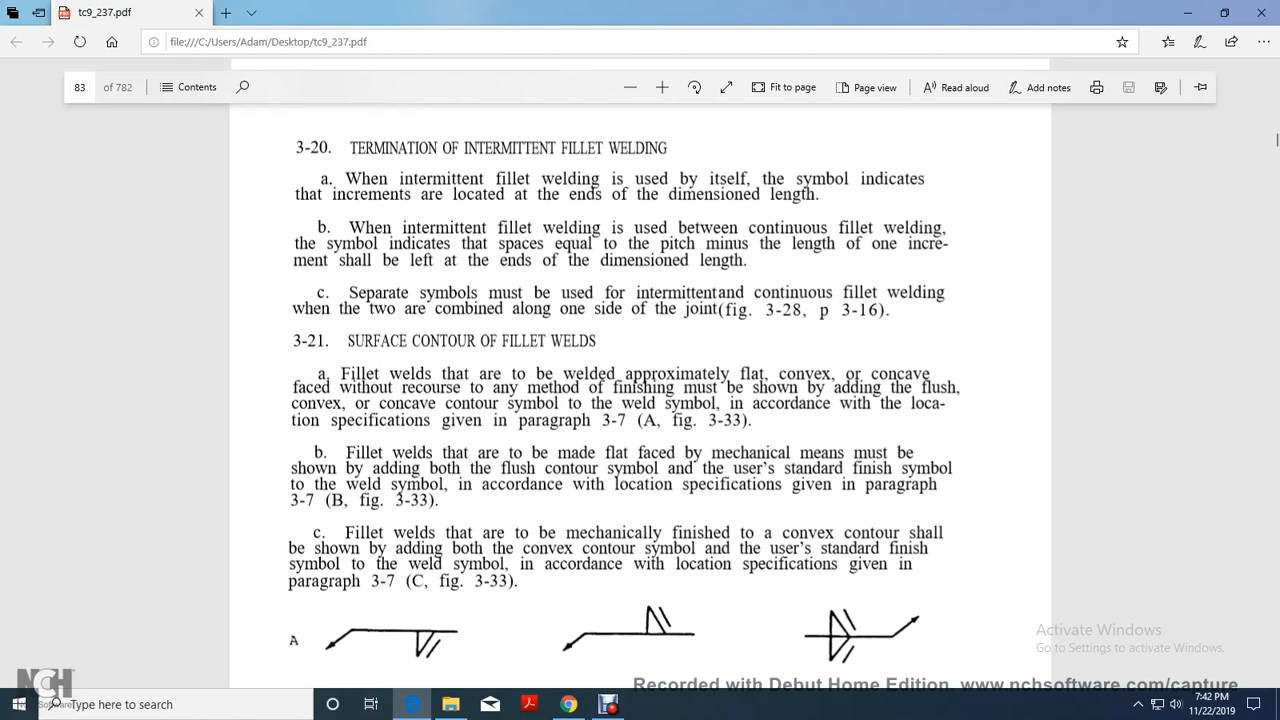 tc9_237.pdf
file:///C:/Users/Adam/Desktop/tc9_237.pdf
83 of 782 Contents Fit to page Page view Read aloud Add notes
3-20. TERMINATION OF INTERMITTENT FILLET WELDING
a. When intermittent fillet welding is used by itself, the symbol indicates
that increments are located at the ends of the dimensioned length.
b. When intermittent fillet welding is used between continuous fillet welding,
the symbol indicates that spaces equal to the pitch minus the length of one incre-
ment shall be left at the ends of the dimensioned length.
c. Separate symbols must be used for intermittent and continuous fillet welding
when the two are combined along one side of the joint (fig. 3-28, p 3-16).
3-21. SURFACE CONTOUR OF FILLET WELDS
a. Fillet welds that are to be welded approximately flat, convex, or concave
faced without recourse to any method of finishing must be shown by adding the flush,
convex, or concave contour symbol to the weld symbol, in accordance with the loca-
tion specifications given in paragraph 3-7 (A, fig. 3-33).
b. Fillet welds that are to be made flat faced by mechanical means must be
shown by adding both the flush contour symbol and the user's standard finish symbol
to the weld symbol, in accordance with location specifications given in paragraph
3-7 (B, fig. 3-33).
c. Fillet welds that are to be mechanically finished to a convex contour shall
be shown by adding both the convex contour symbol and the user's standard finish
symbol to the weld symbol, in accordance with location specifications given in
paragraph 3-7 (C, fig. 3-33).
A
Activate Windows
Go to Settings to activate Windows.
NCH
Software
Recorded with Debut Home Edition. www.nchsoftware.com/capture
Type here to search
7:42 PM
11/22/2019